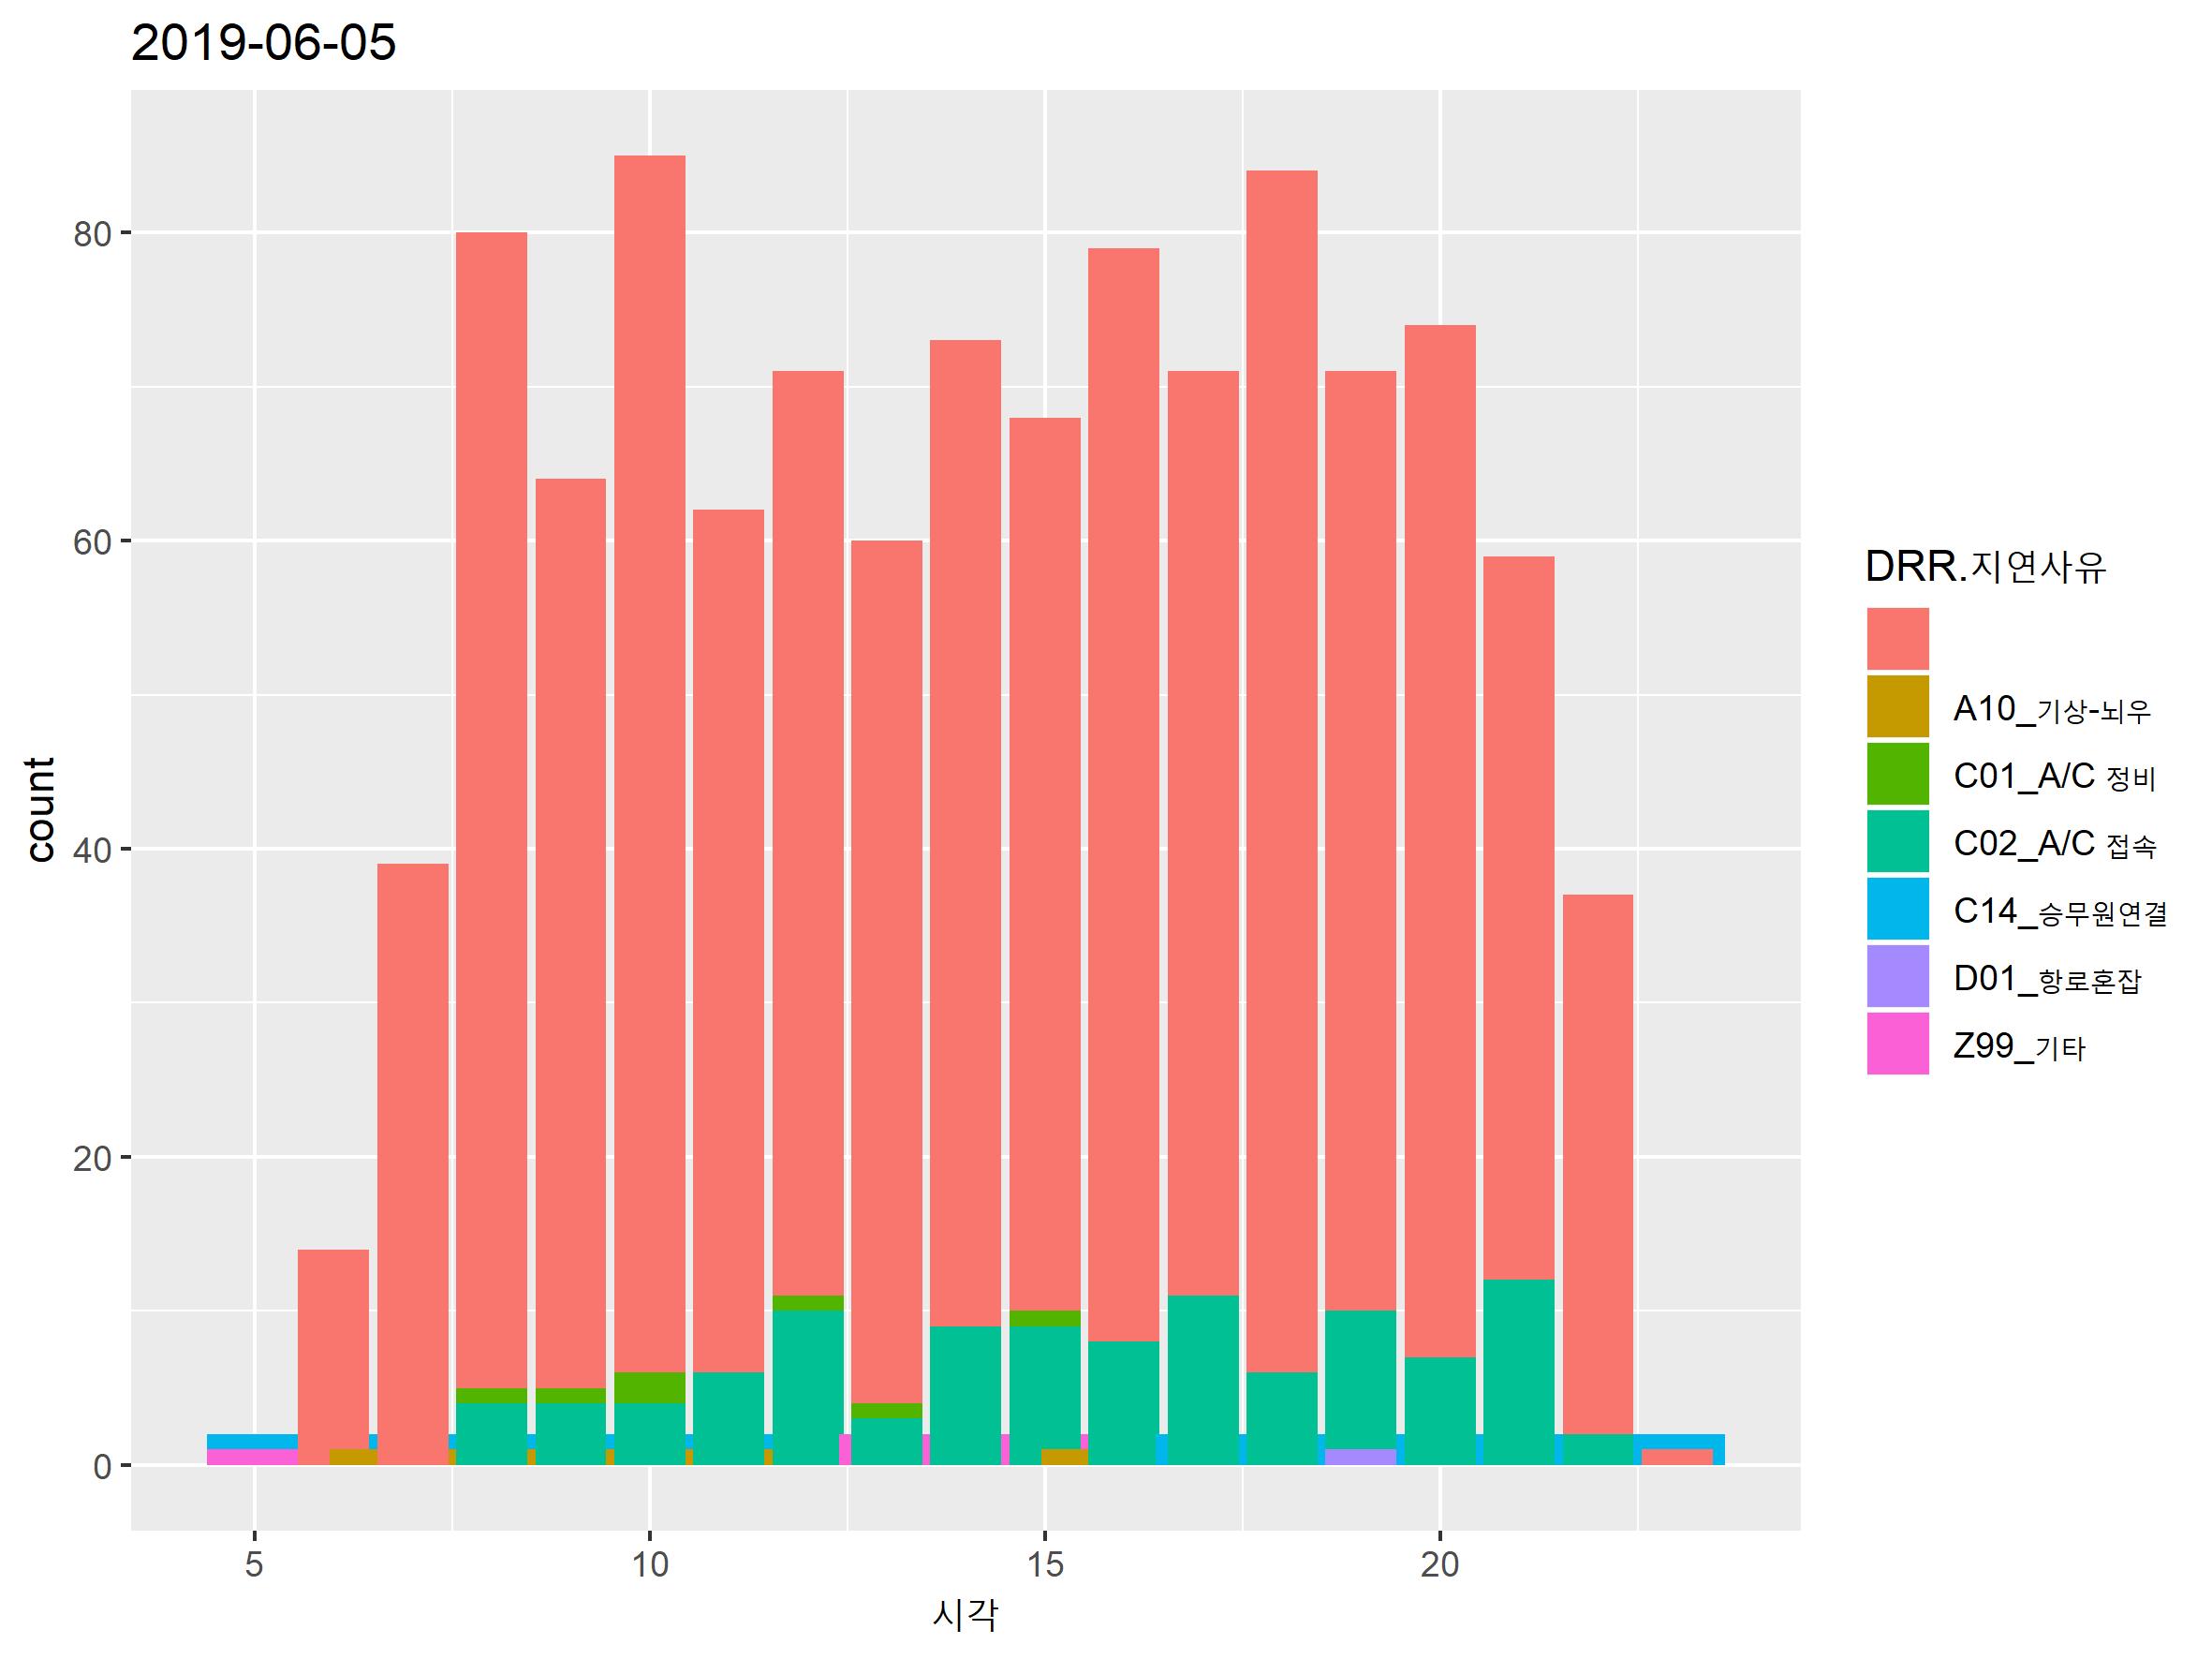 2019-06-05
count
80
60
40
20
0
5 10 15 20
시각
DRR.지연사유
A10_기상-뇌우
C01_A/C 정비
C02_A/C 접속
C14_승무원연결
D01_항로혼잡
Z99_기타